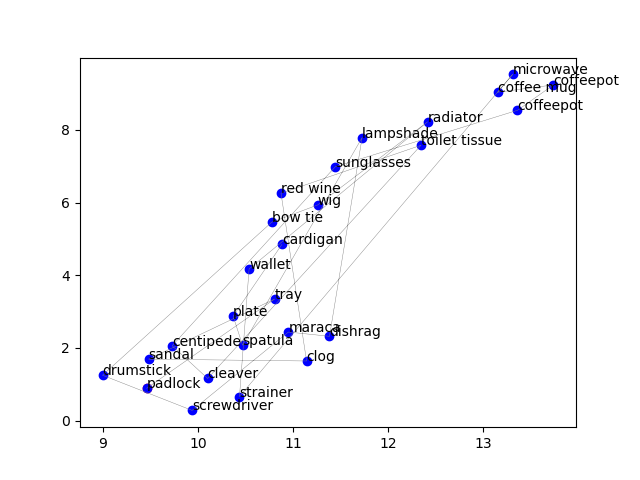 microwave
coffeepot
coffee mug
coffeepot
radiator
lampshade
toilet tissue
sunglasses
red wine
wig
bow tie
cardigan
wallet
tray
plate
maraca
dishrag
centipede
spatula
sandal
clog
drumstick
cleaver
padlock
strainer
screwdriver
8
6
4
2
0
9 10 11 12 13